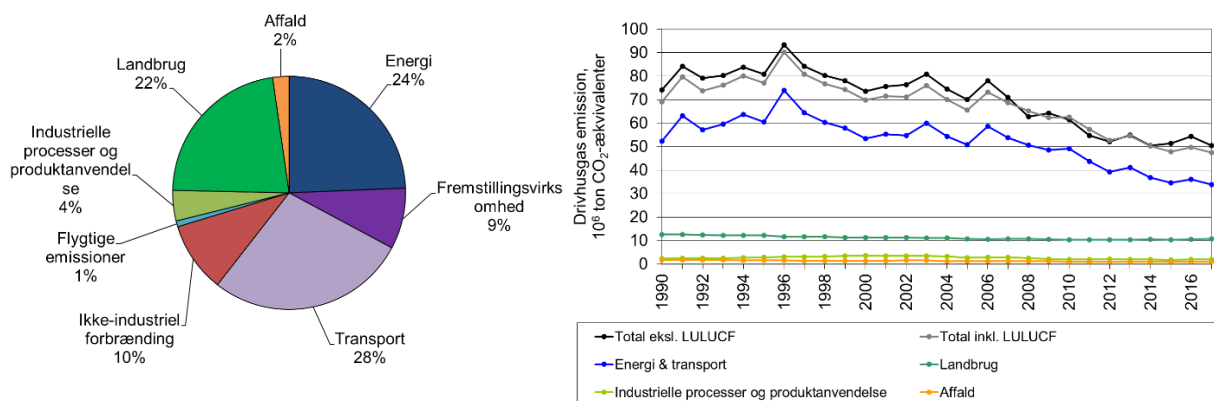 Affald
2%
Energi
24%
Fremstillingsvirks
omhed
9%
Transport
28%
Ikke-industriel
forbrænding
10%
Flygtige
emissioner
1%
Industrielle
processer og
produktanvendel
se
4%
Landbrug
22%
Drivhusgas emission,
10⁶ ton CO₂-ækvivalenter
100
90
80
70
60
50
40
30
20
10
0
1990
1992
1994
1996
1998
2000
2002
2004
2006
2008
2010
2012
2014
2016
Total eksl. LULUCF
Total inkl. LULUCF
Energi & transport
Landbrug
Industrielle processer og produktanvendelse
Affald